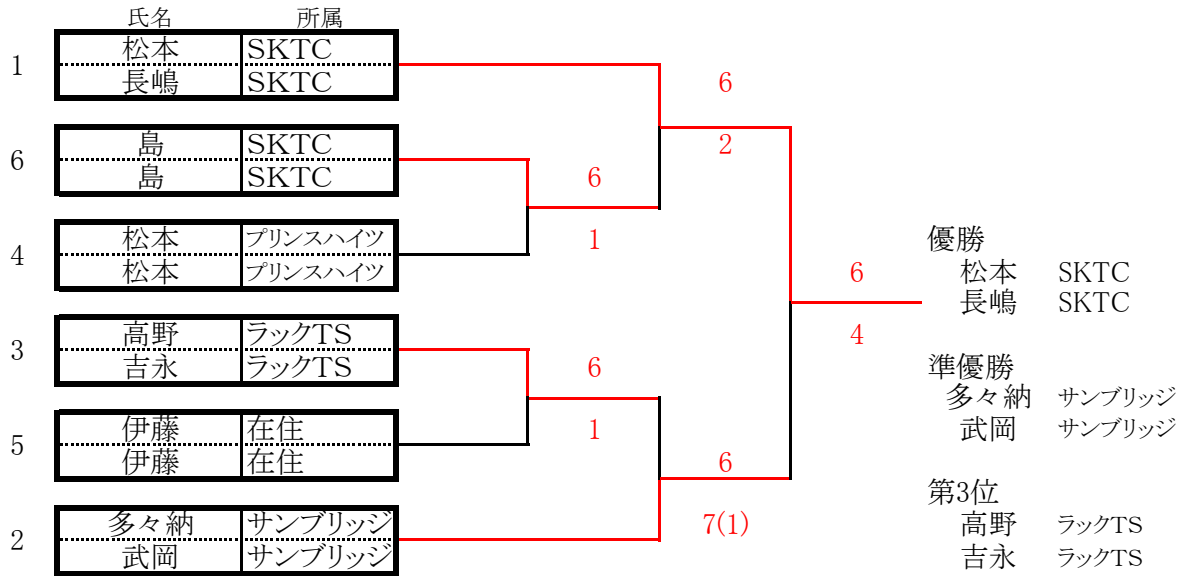 氏名 所属
1 松本 SKTC
長嶋 SKTC
6 島 SKTC
島 SKTC
4 松本 プリンスハイツ
松本 プリンスハイツ
3 高野 ラックTS
吉永 ラックTS
5 伊藤 在住
伊藤 在住
2 多々納 サンブリッジ
武岡 サンブリッジ
6
1
6
1
6
2
6
7(1)
6
4
優勝
松本 SKTC
長嶋 SKTC
準優勝
多々納 サンブリッジ
武岡 サンブリッジ
第3位
高野 ラックTS
吉永 ラックTS